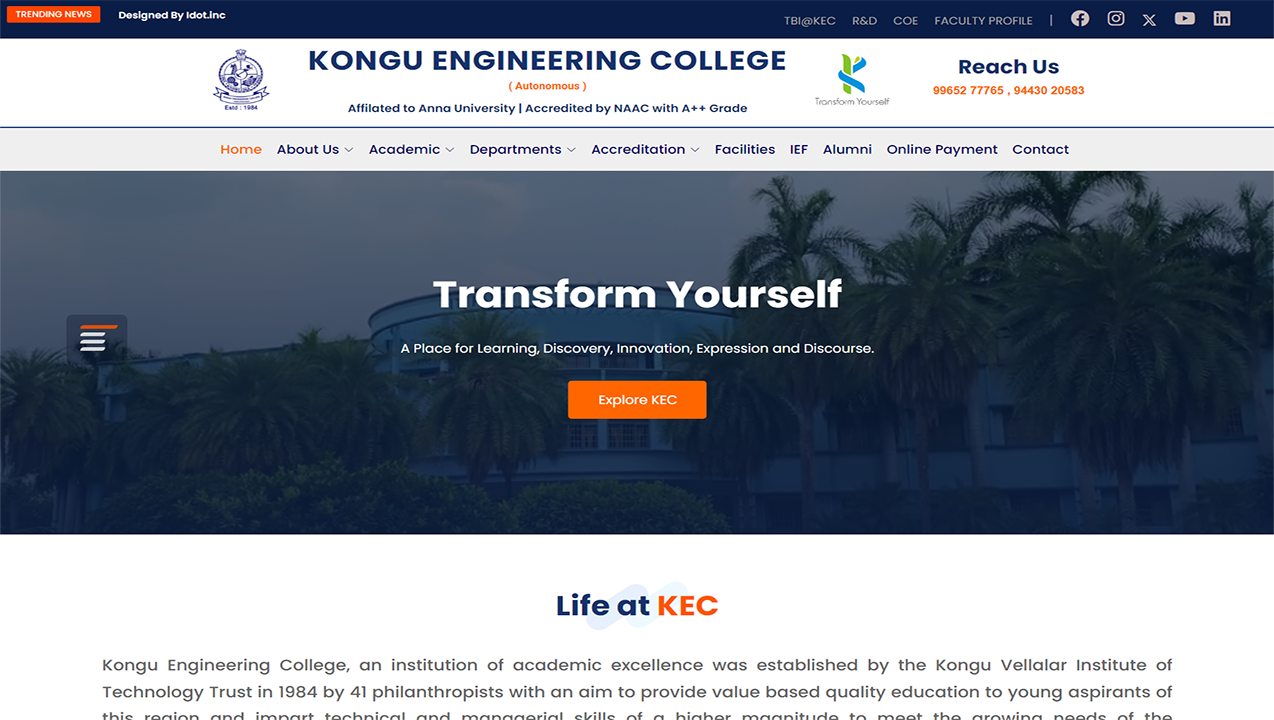 TRENDING NEWS Designed By Idot.inc
TBI@KEC R&D COE FACULTY PROFILE |
KONGU ENGINEERING COLLEGE
( Autonomous )
Affilated to Anna University | Accredited by NAAC with A++ Grade
Estd : 1984
Transform Yourself
Reach Us
99652 77765 , 94430 20583
Home About Us Academic Departments Accreditation Facilities IEF Alumni Online Payment Contact
Transform Yourself
A Place for Learning, Discovery, Innovation, Expression and Discourse.
Explore KEC
Life at KEC
Kongu Engineering College, an institution of academic excellence was established by the Kongu Vellalar Institute of
Technology Trust in 1984 by 41 philanthropists with an aim to provide value based quality education to young aspirants of
this region and impart technical and managerial skills of a higher magnitude to meet the growing needs of the